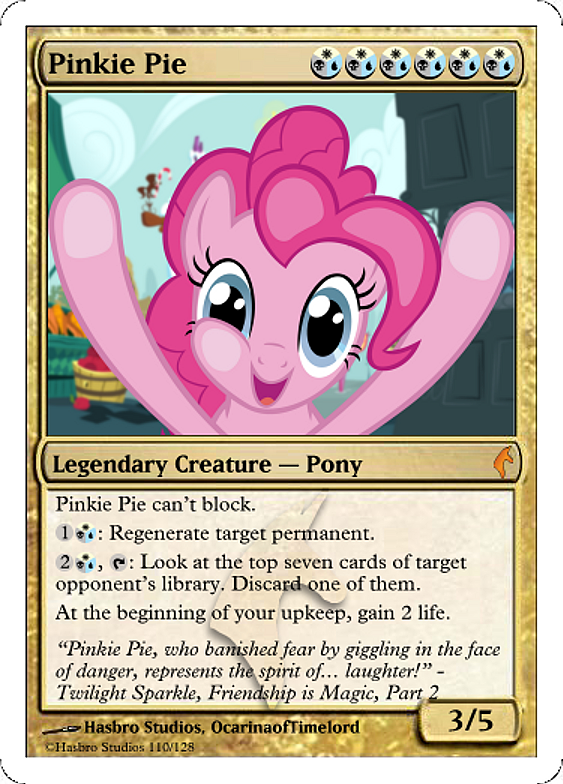 Pinkie Pie
Legendary Creature — Pony
Pinkie Pie can't block.
1 : Regenerate target permanent.
2 , : Look at the top seven cards of target
opponent's library. Discard one of them.
At the beginning of your upkeep, gain 2 life.
“Pinkie Pie, who banished fear by giggling in the face
of danger, represents the spirit of... laughter!” -
Twilight Sparkle, Friendship is Magic, Part 2
3/5
Hasbro Studios, OcarinaofTimelord
©Hasbro Studios 110/128